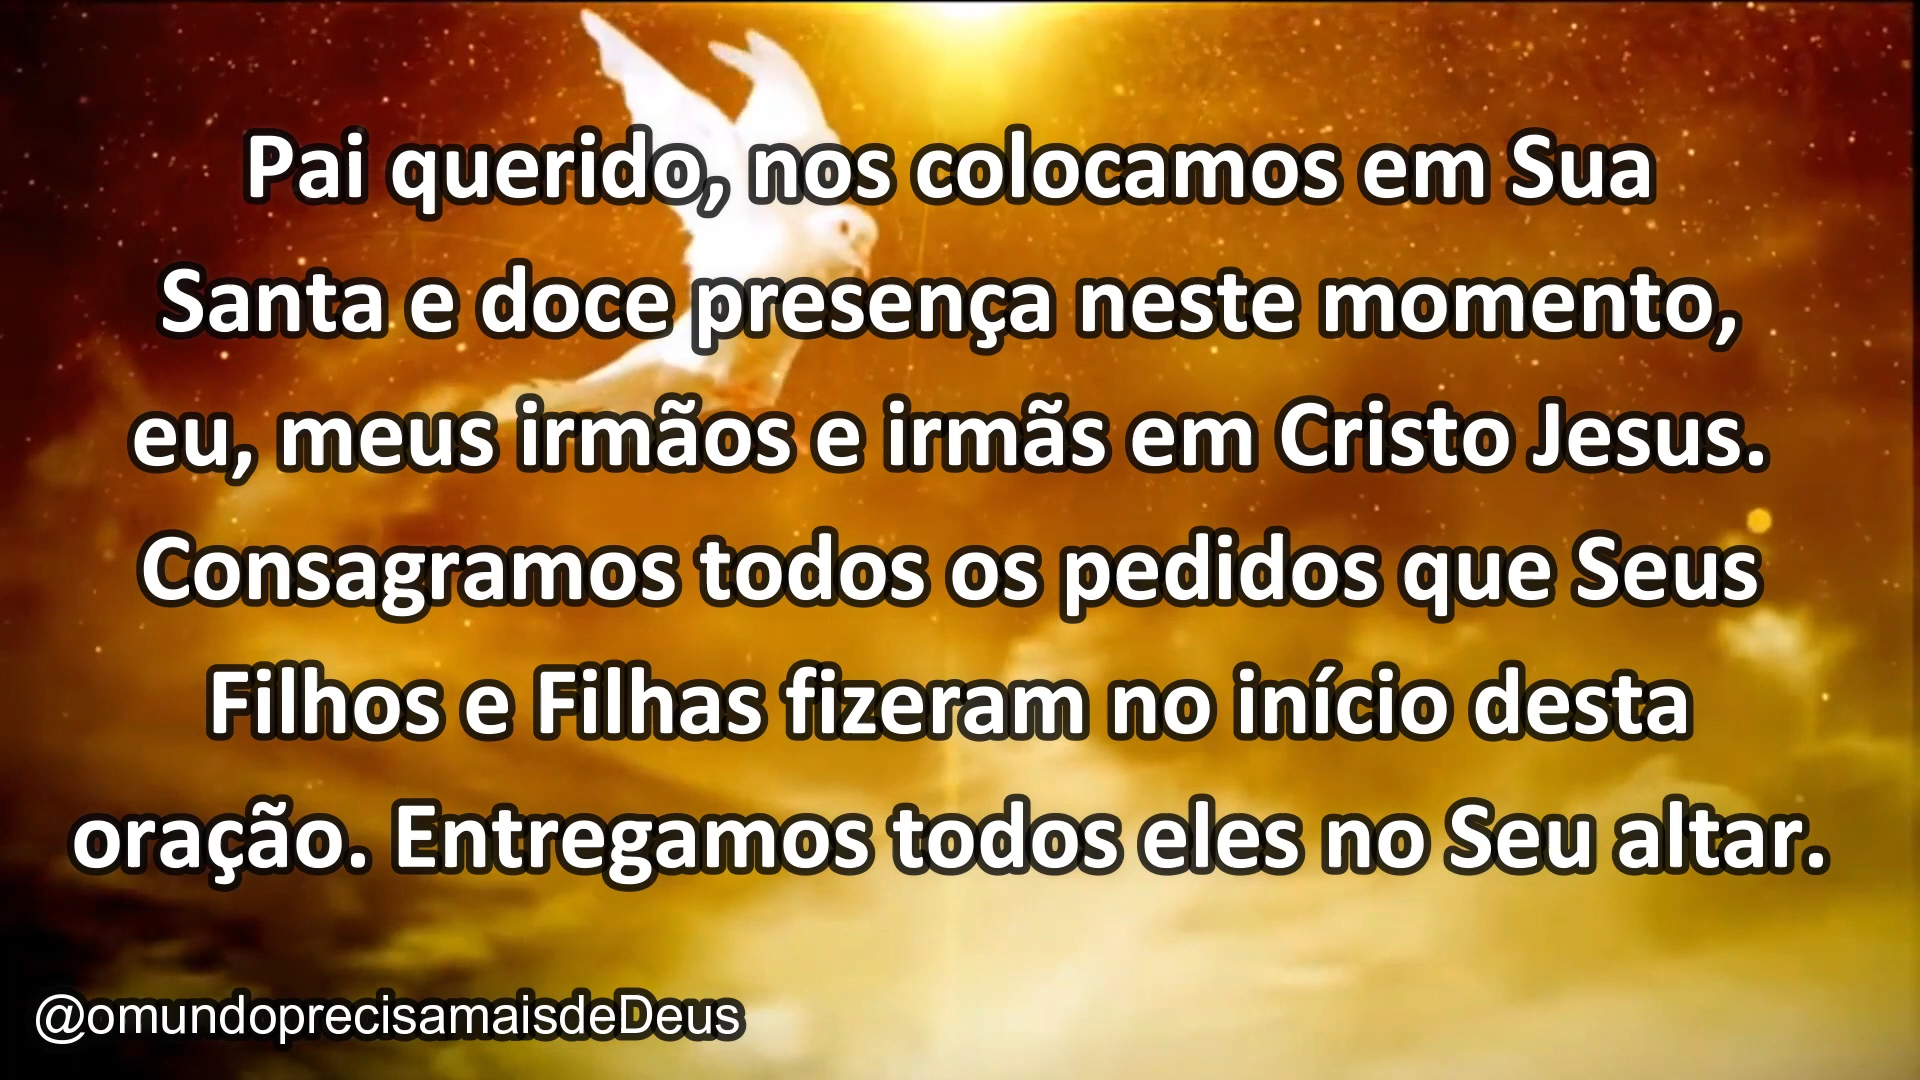 Pai querido, nos colocamos em Sua
Santa e doce presença neste momento,
eu, meus irmãos e irmãs em Cristo Jesus.
Consagramos todos os pedidos que Seus
Filhos e Filhas fizeram no início desta
oração. Entregamos todos eles no Seu altar.
@omundoprecisamaisdeDeus